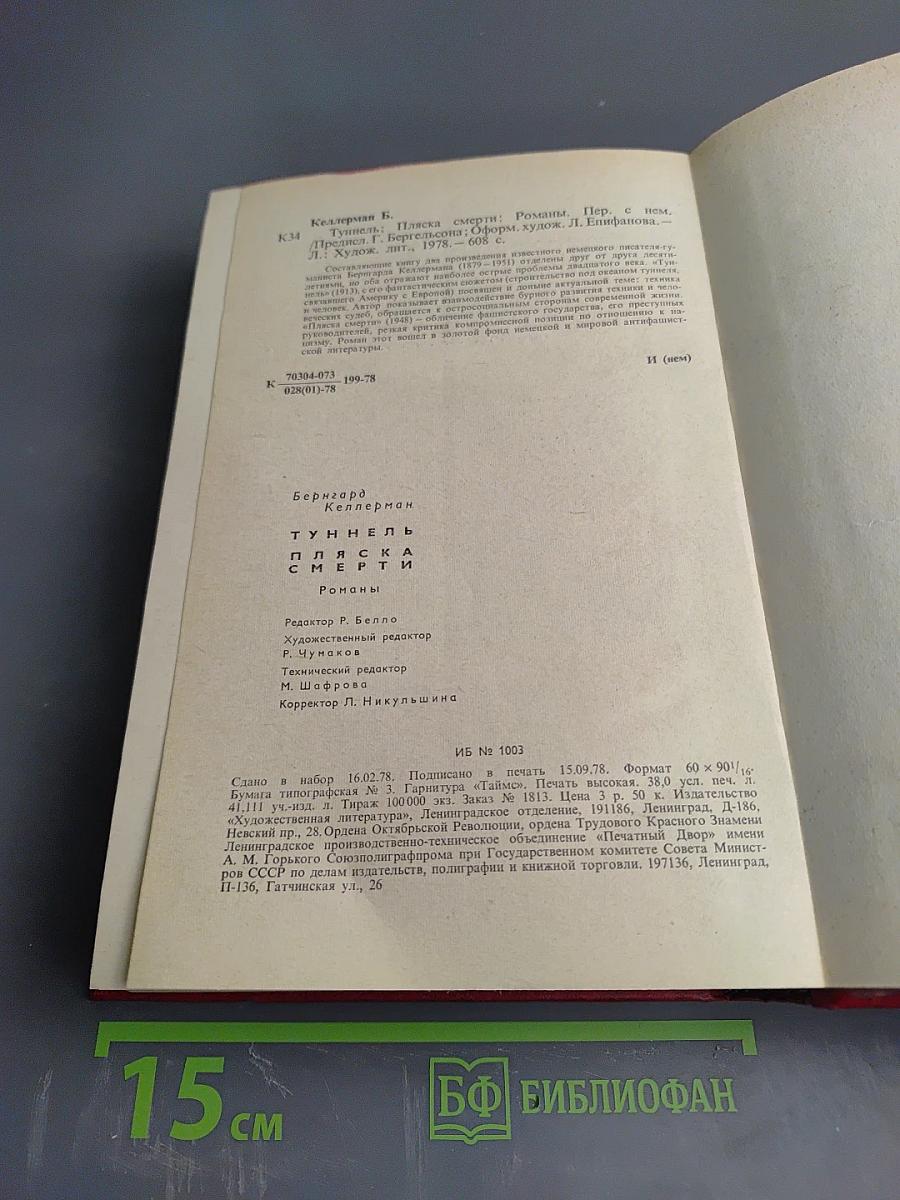 Келлерман Б.
К34 Туннель; Пляска смерти: Романы. Пер. с нем.
/Предисл. Г. Бергельсона; Оформ. худож. Л. Епифанова.—
Л.: Худож. лит., 1978.— 608 с.
Составляющие книгу два произведения известного немецкого писателя-гу-
маниста Бернгарда Келлермана (1879—1951) отделены друг от друга десяти-
летиями, но оба отражают наиболее острые проблемы двадцатого века. «Тун-
нель» (1913), с его фантастическим сюжетом (строительство под океаном туннеля,
связавшего Америку с Европой) посвящен и доныне актуальной теме: техника
и человек. Автор показывает взаимодействие бурного развития техники и чело-
веческих судеб, обращается к остросоциальным сторонам современной жизни.
«Пляска смерти» (1948) — обличение фашистского государства, его преступных
руководителей, резкая критика компромиссной позиции по отношению к на-
цизму. Роман этот вошел в золотой фонд немецкой и мировой антифашист-
ской литературы.
И (нем)
К 70304-073
028(01)-78 199-78
Бернгард
Келлерман
ТУННЕЛЬ
ПЛЯСКА
СМЕРТИ
Романы
Редактор Р. Белло
Художественный редактор
Р. Чумаков
Технический редактор
М. Шафрова
Корректор Л. Никульшина
ИБ № 1003
Сдано в набор 16.02.78. Подписано в печать 15.09.78. Формат 60 × 90 1/16.
Бумага типографская № 3. Гарнитура «Таймс». Печать высокая. 38,0 усл. печ. л.
41,111 уч.-изд. л. Тираж 100 000 экз. Заказ № 1813. Цена 3 р. 50 к. Издательство
«Художественная литература», Ленинградское отделение, 191186, Ленинград, Д-186,
Невский пр., 28. Ордена Октябрьской Революции, ордена Трудового Красного Знамени
Ленинградское производственно-техническое объединение «Печатный Двор» имени
А. М. Горького Союзполиграфпрома при Государственном комитете Совета Минист-
ров СССР по делам издательств, полиграфии и книжной торговли. 197136, Ленинград,
П-136, Гатчинская ул., 26
15 см
БФ БИБЛИОФАН